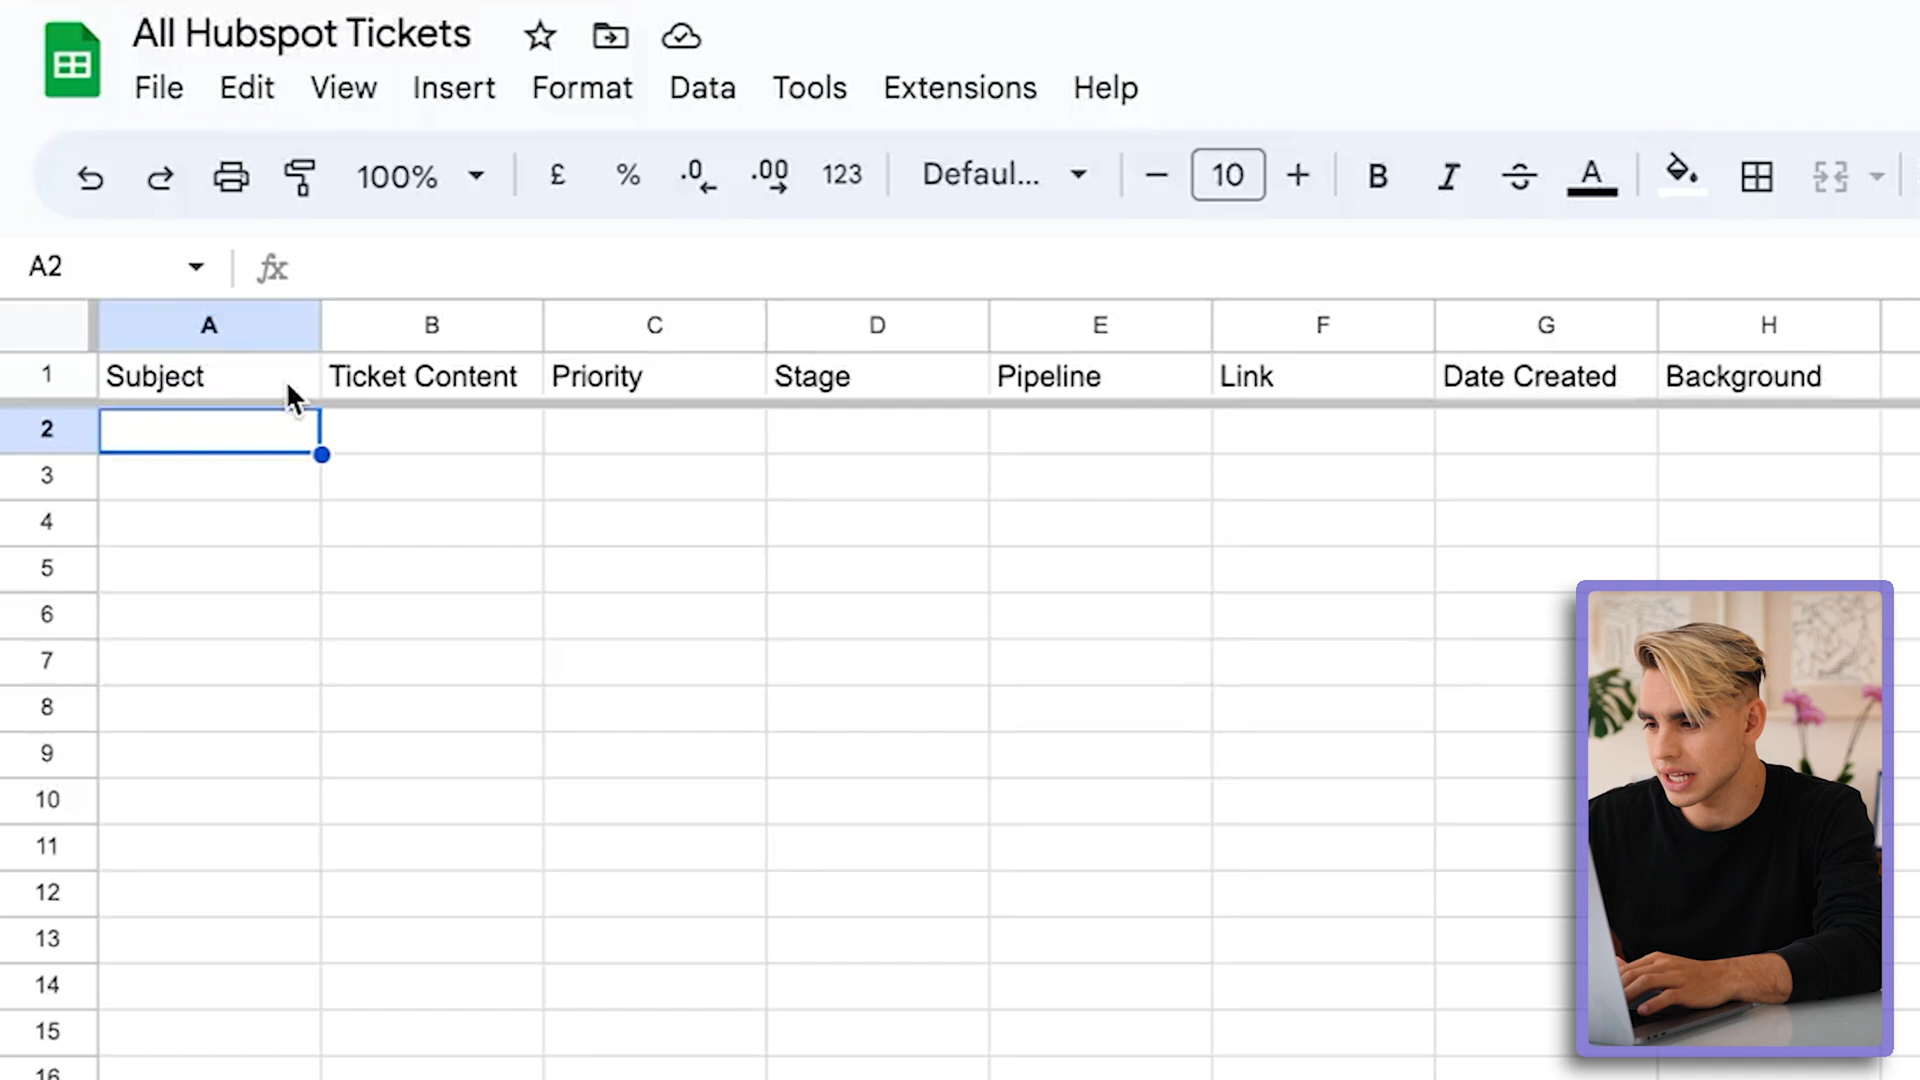 All Hubspot Tickets
File Edit View Insert Format Data Tools Extensions Help
100% £ % .0 .00 123 Defaul... 10 B I S A
A2 fx
A B C D E F G H
1 Subject Ticket Content Priority Stage Pipeline Link Date Created Background
2
3
4
5
6
7
8
9
10
11
12
13
14
15
16